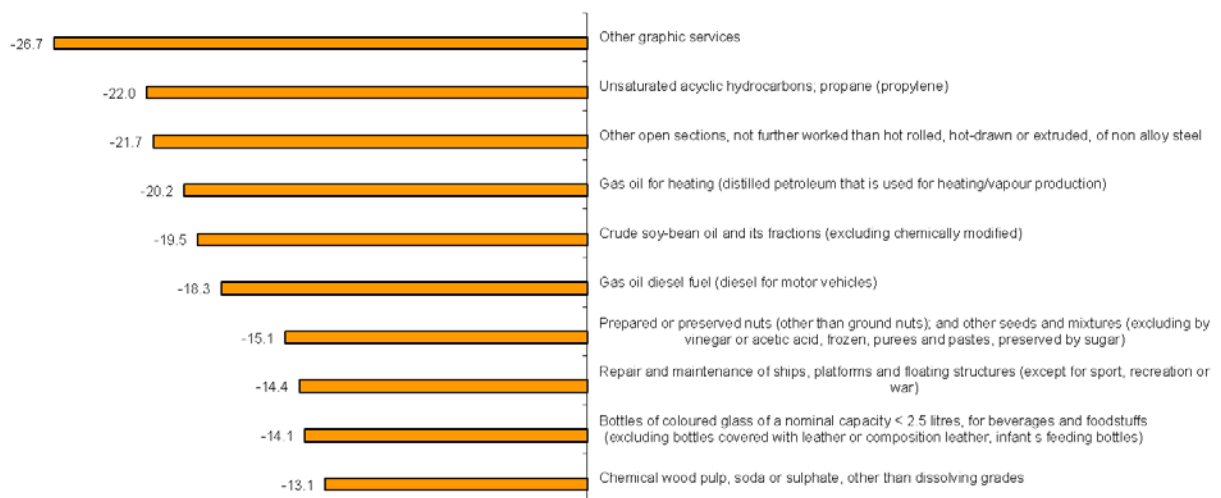 -26.7 Other graphic services
-22.0 Unsaturated acyclic hydrocarbons; propane (propylene)
-21.7 Other open sections, not further worked than hot rolled, hot-drawn or extruded, of non alloy steel
-20.2 Gas oil for heating (distilled petroleum that is used for heating/vapour production)
-19.5 Crude soy-bean oil and its fractions (excluding chemically modified)
-18.3 Gas oil diesel fuel (diesel for motor vehicles)
-15.1 Prepared or preserved nuts (other than ground nuts); and other seeds and mixtures (excluding by
vinegar or acetic acid, frozen, purees and pastes, preserved by sugar)
-14.4 Repair and maintenance of ships, platforms and floating structures (except for sport, recreation or
war)
-14.1 Bottles of coloured glass of a nominal capacity < 2.5 litres, for beverages and foodstuffs
(excluding bottles covered with leather or composition leather, infant s feeding bottles)
-13.1 Chemical wood pulp, soda or sulphate, other than dissolving grades